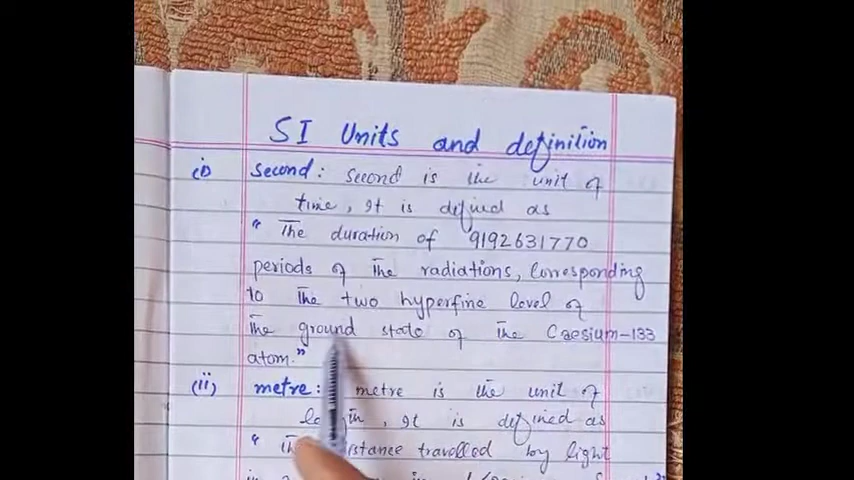 SI Units and definition
(i) second: second is the unit of
time, It is defined as
" The duration of 9192631770
periods of the radiations, Corresponding
to the two hyperfine level of
the ground state of the Caesium-133
atom."
(ii) metre: metre is the unit of
It is defined as
" travelled by light
in